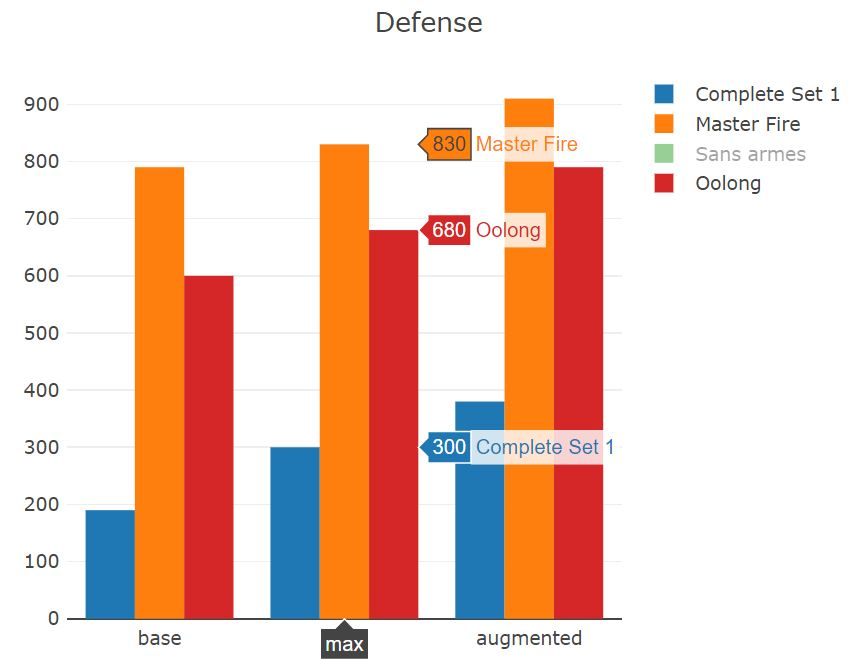 Defense
Complete Set 1
Master Fire
Sans armes
Oolong
900
800
700
600
500
400
300
200
100
0
830 Master Fire
680 Oolong
300 Complete Set 1
base
max
augmented